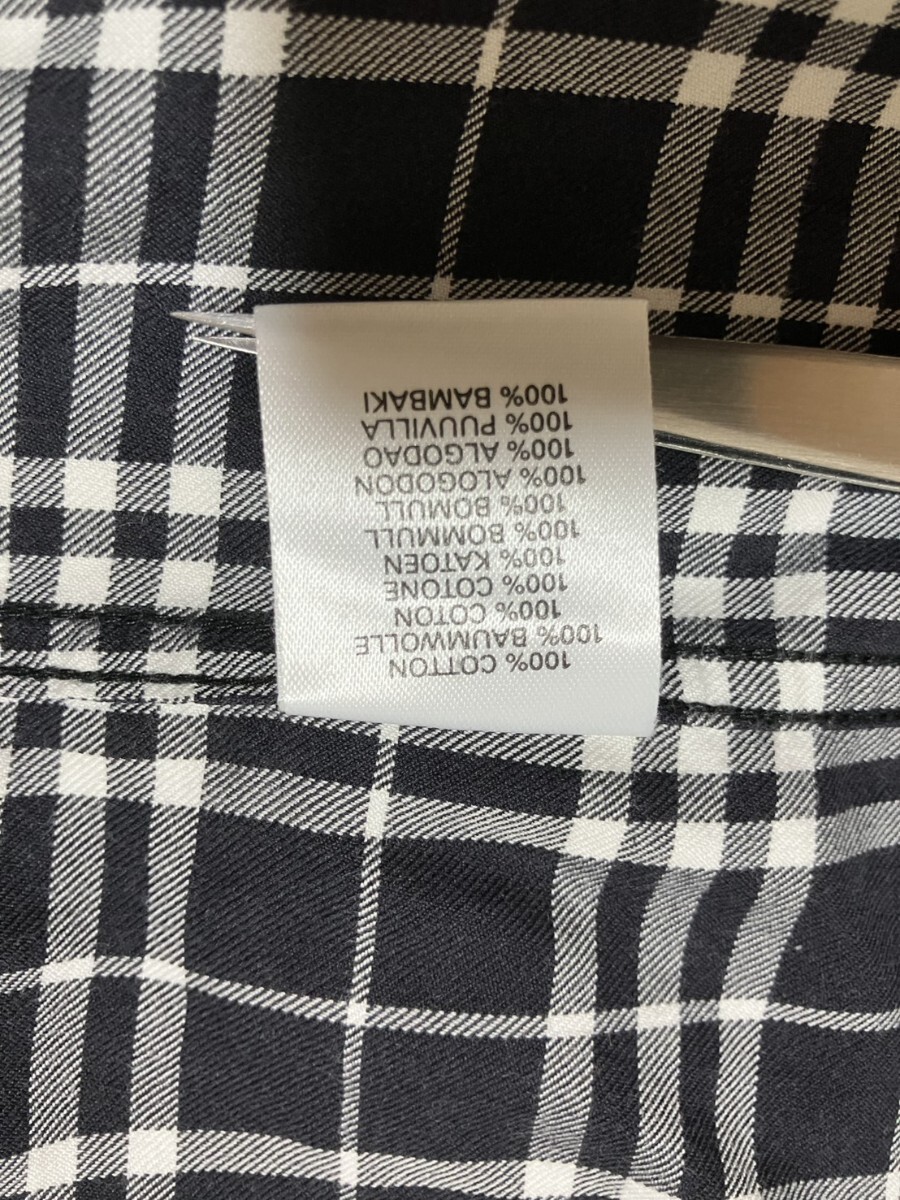 100% COTTON
100% BAUMWOLLE
100% COTON
100% COTONE
100% KATOEN
100% BOMMULL
100% BOMULL
100% ALOGODON
100% ALGODAO
100% PUUVILLA
100% BAMBAKI